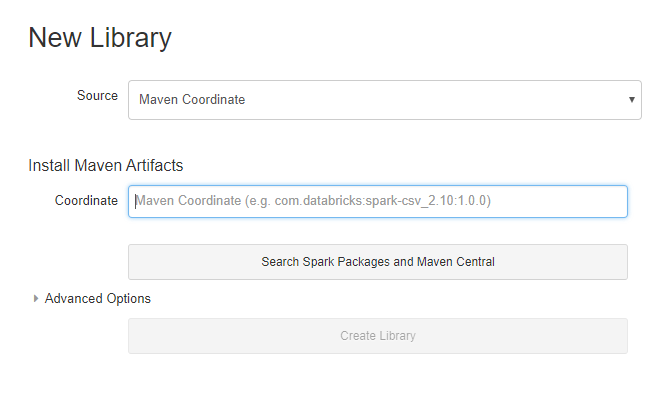 New Library
Source
Maven Coordinate
Install Maven Artifacts
Coordinate
Maven Coordinate (e.g. com.databricks:spark-csv_2.10:1.0.0)
Search Spark Packages and Maven Central
Advanced Options
Create Library